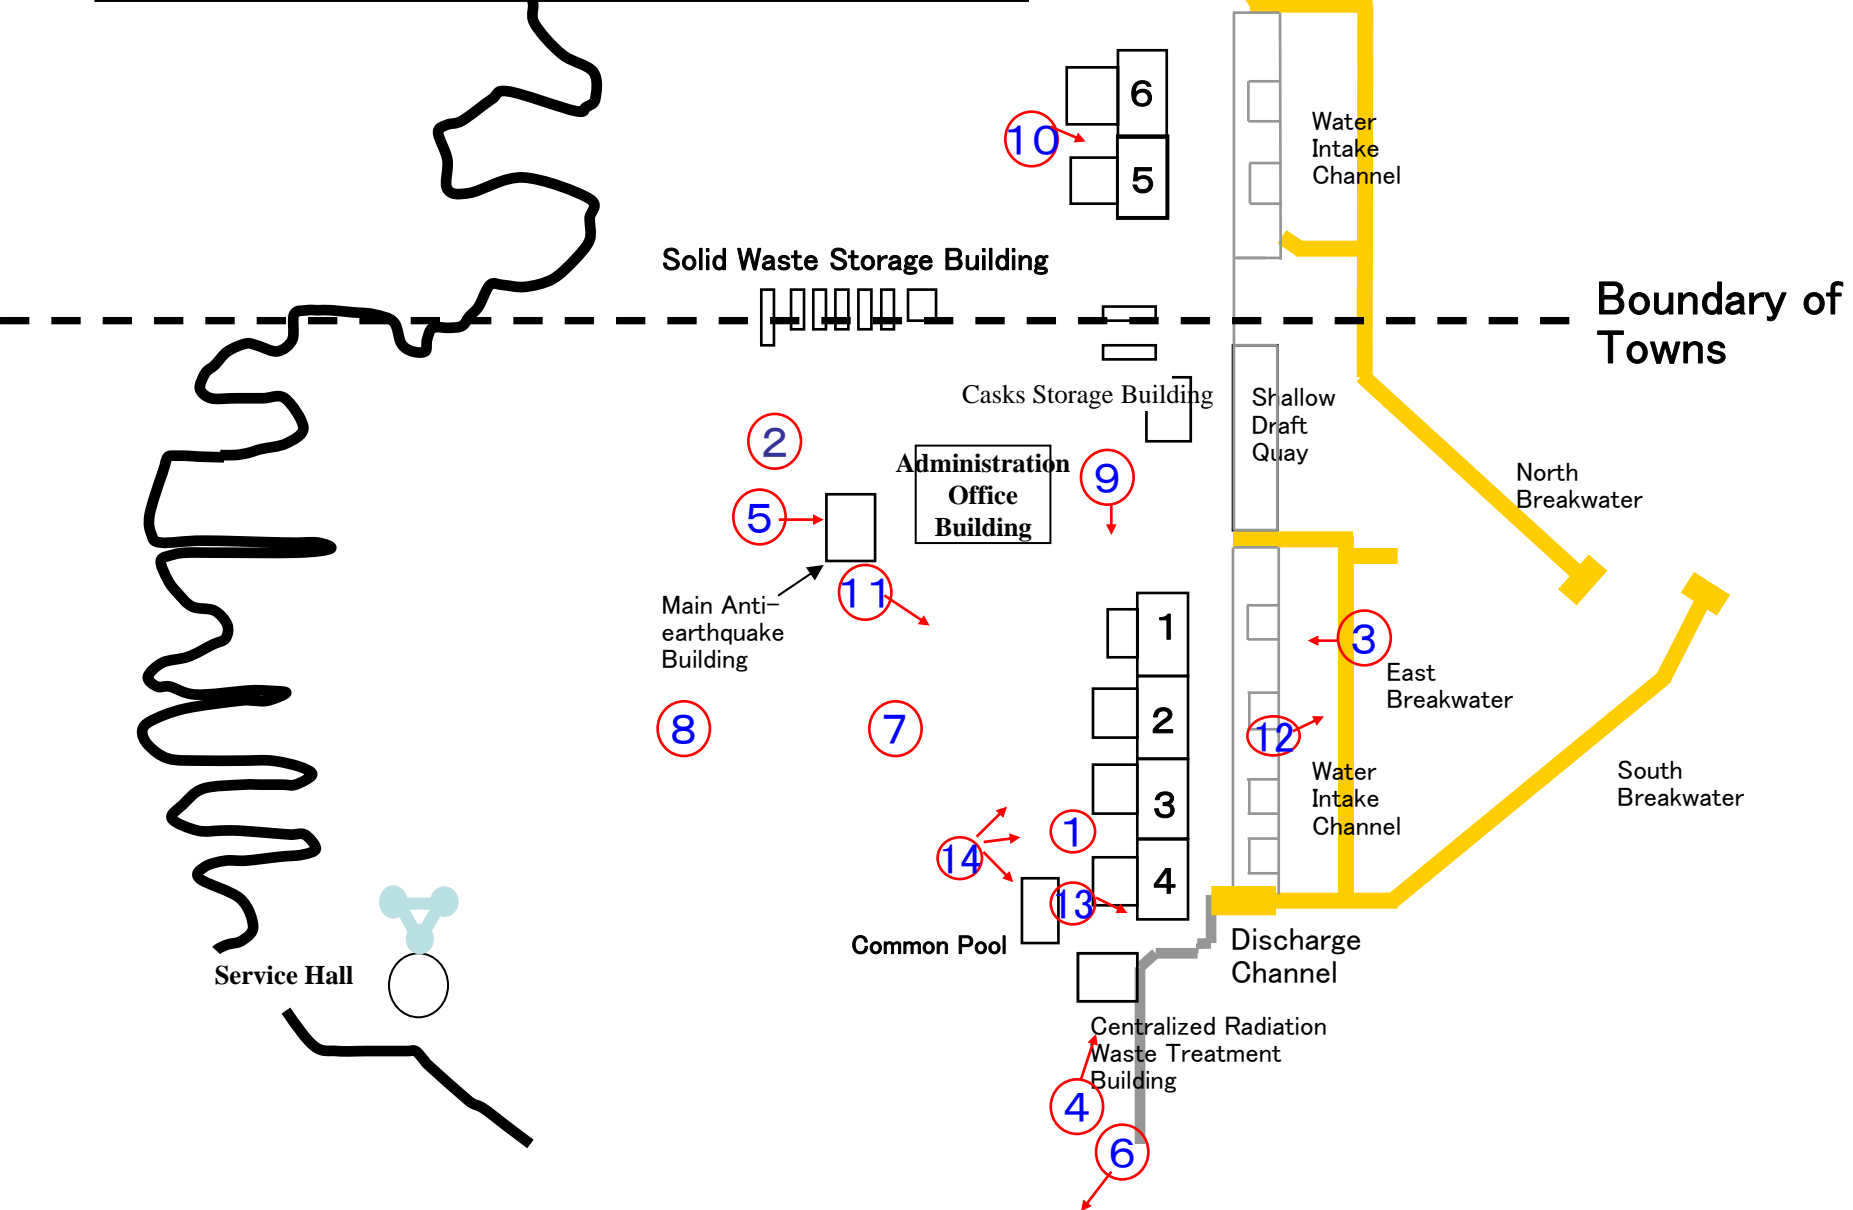 6
Water
Intake
Channel
10
5
Solid Waste Storage Building
Boundary of
Towns
Casks Storage Building
Shallow
Draft
Quay
2
Administration
Office
Building
9
North
Breakwater
5
11
Main Anti-
earthquake
Building
1
3
East
Breakwater
8
7
2
12
Water
Intake
Channel
South
Breakwater
3
1
14
4
13
Common Pool
Discharge
Channel
Service Hall
Centralized Radiation
Waste Treatment
Building
4
6